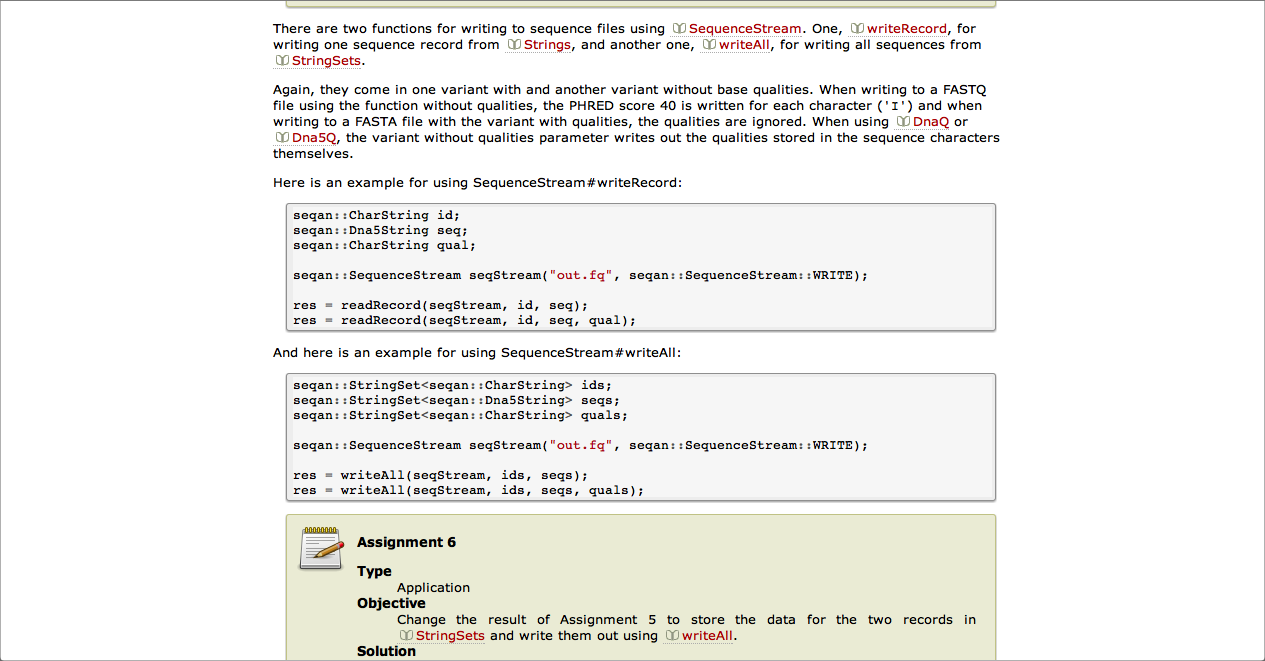 There are two functions for writing to sequence files using SequenceStream. One, writeRecord, for
writing one sequence record from Strings, and another one, writeAll, for writing all sequences from
StringSets.
Again, they come in one variant with and another variant without base qualities. When writing to a FASTQ
file using the function without qualities, the PHRED score 40 is written for each character ('I') and when
writing to a FASTA file with the variant with qualities, the qualities are ignored. When using DnaQ or
Dna5Q, the variant without qualities parameter writes out the qualities stored in the sequence characters
themselves.
Here is an example for using SequenceStream#writeRecord:
seqan::CharString id;
seqan::Dna5String seq;
seqan::CharString qual;
seqan::SequenceStream seqStream("out.fq", seqan::SequenceStream::WRITE);
res = readRecord(seqStream, id, seq);
res = readRecord(seqStream, id, seq, qual);
And here is an example for using SequenceStream#writeAll:
seqan::StringSet<seqan::CharString> ids;
seqan::StringSet<seqan::Dna5String> seqs;
seqan::StringSet<seqan::CharString> quals;
seqan::SequenceStream seqStream("out.fq", seqan::SequenceStream::WRITE);
res = writeAll(seqStream, ids, seqs);
res = writeAll(seqStream, ids, seqs, quals);
Assignment 6
Type
Application
Objective
Change the result of Assignment 5 to store the data for the two records in
StringSets and write them out using writeAll.
Solution